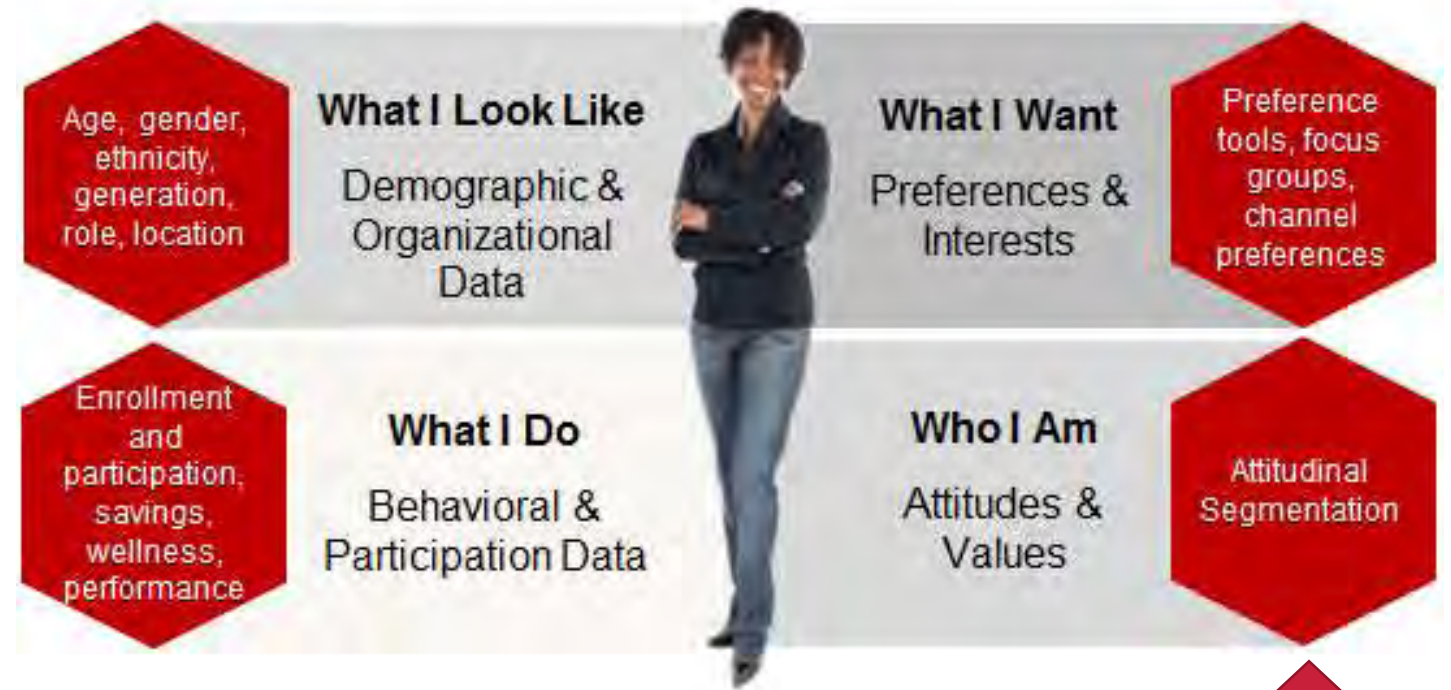 Age, gender,
ethnicity,
generation,
role, location
What I Look Like
Demographic &
Organizational
Data
What I Want
Preferences &
Interests
Preference
tools, focus
groups,
channel
preferences
Enrollment
and
participation,
savings,
wellness,
performance
What I Do
Behavioral &
Participation Data
Who I Am
Attitudes &
Values
Attitudinal
Segmentation